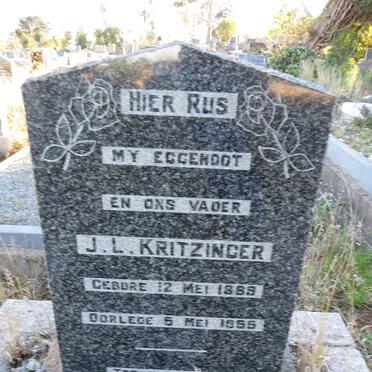 HIER RUS
MY EGGENOOT
EN ONS VADER
J.L. KRITZINGER
GEBORE 12 MEI 1889
OORLEDE 5 MEI 1955